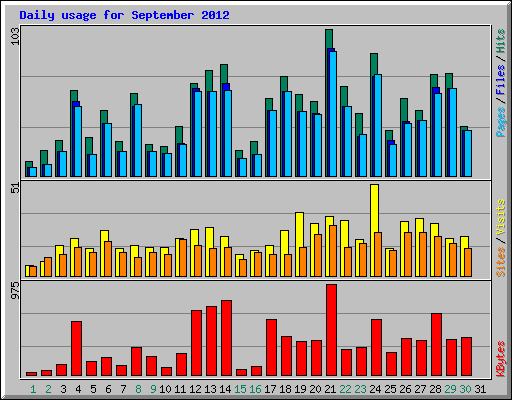 Daily usage for September 2012
103
Pages / Files / Hits
51
Sites / Visits
975
KBytes
1 2 3 4 5 6 7 8 9 10 11 12 13 14 15 16 17 18 19 20 21 22 23 24 25 26 27 28 29 30 31